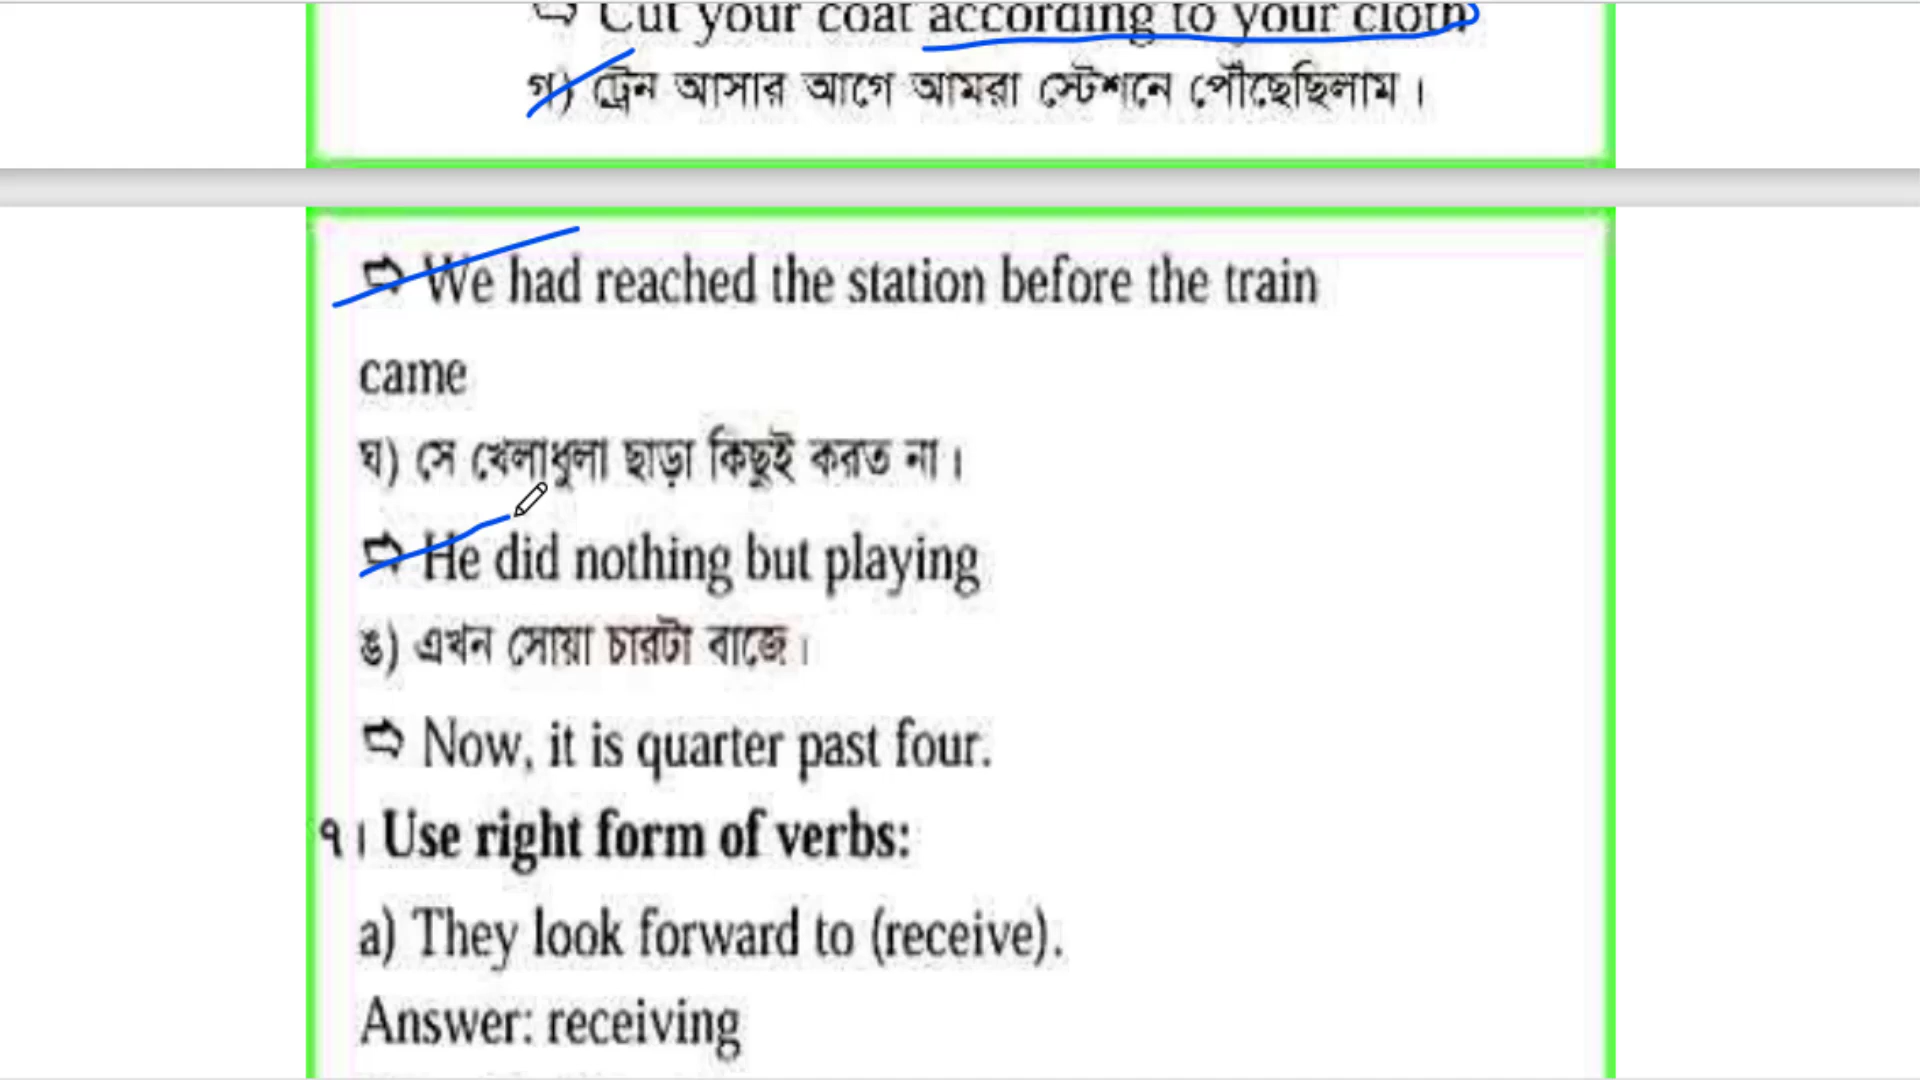 ➩ Cut your coat according to your cloth
গ) ট্রেন আসার আগে আমরা স্টেশনে পৌঁছেছিলাম।
➩ We had reached the station before the train
came
ঘ) সে খেলাধুলা ছাড়া কিছুই করত না।
➩ He did nothing but playing
ঙ) এখন সোয়া চারটা বাজে।
➩ Now, it is quarter past four.
৭। Use right form of verbs:
a) They look forward to (receive).
Answer: receiving